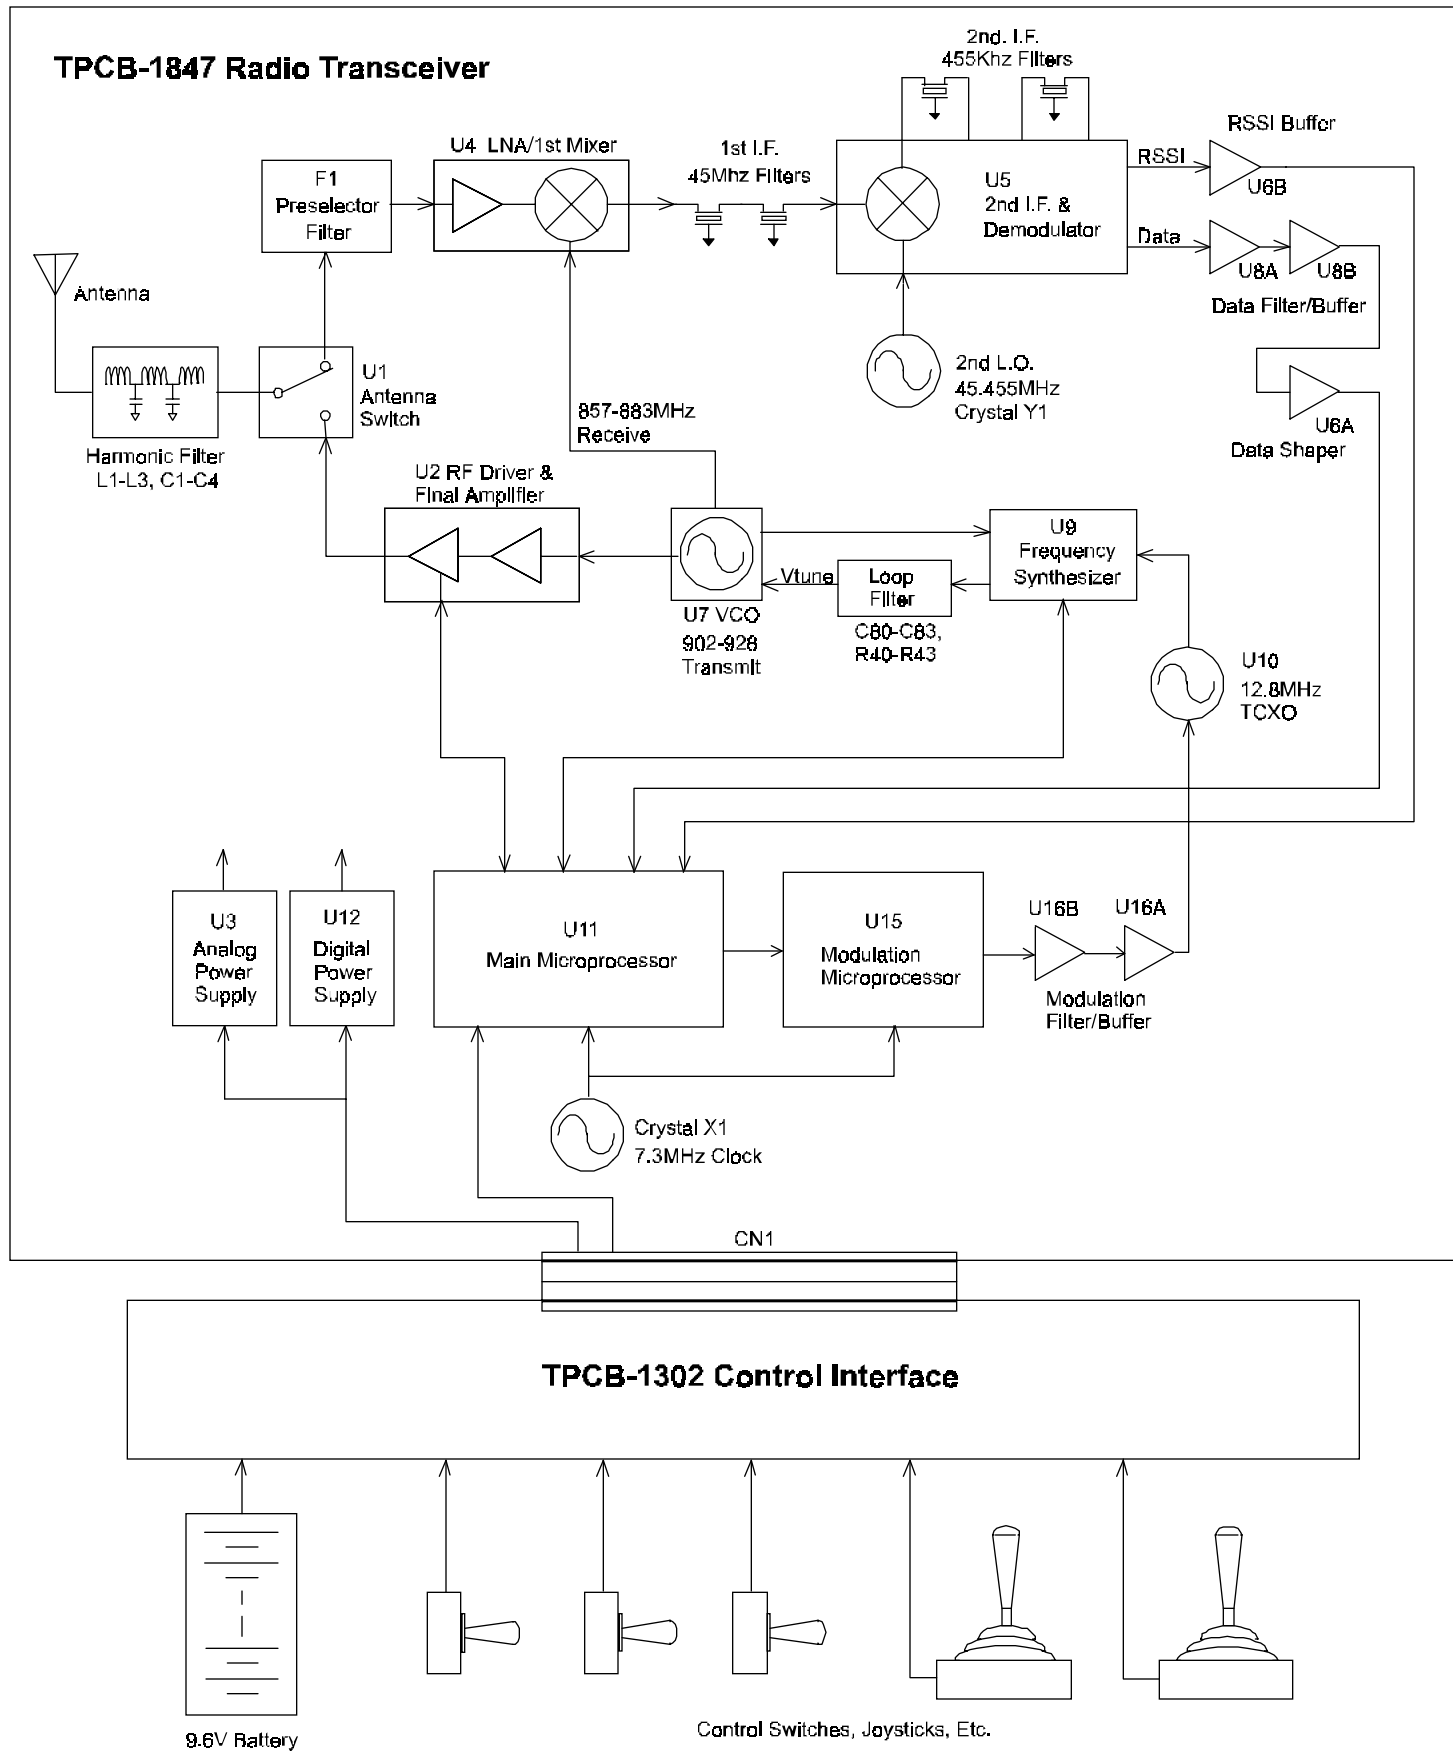 TPCB-1847 Radio Transceiver
2nd. I.F.
455Khz Filters
RSSI Buffer
U4 LNA/1st Mixer
1st I.F.
45Mhz Filters
F1
Preselector
Filter
U5
2nd I.F. &
Demodulator
RSSI
U6B
Data
U8A
U8B
Data Filter/Buffer
Antenna
U1
Antenna
Switch
2nd L.O.
45.455MHz
Crystal Y1
857-883MHz
Receive
U6A
Data Shaper
Harmonic Filter
L1-L3, C1-C4
U2 RF Driver &
Final Amplifier
U9
Frequency
Synthesizer
Vtune
Loop
Filter
U7 VCO
902-928
Transmit
C80-C83,
R40-R43
U10
12.8MHz
TCXO
U3
Analog
Power
Supply
U12
Digital
Power
Supply
U11
Main Microprocessor
U15
Modulation
Microprocessor
U16B
U16A
Modulation
Filter/Buffer
Crystal X1
7.3MHz Clock
CN1
TPCB-1302 Control Interface
9.6V Battery
Control Switches, Joysticks, Etc.